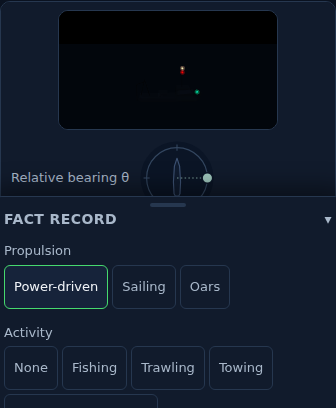 Relative bearing θ
FACT RECORD ▼
Propulsion
Power-driven Sailing Oars
Activity
None Fishing Trawling Towing